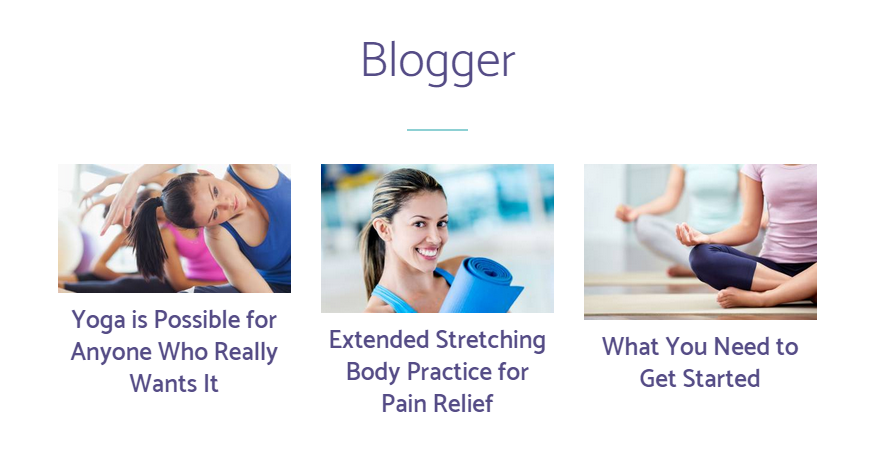 Blogger
Yoga is Possible for
Anyone Who Really
Wants It
Extended Stretching
Body Practice for
Pain Relief
What You Need to
Get Started